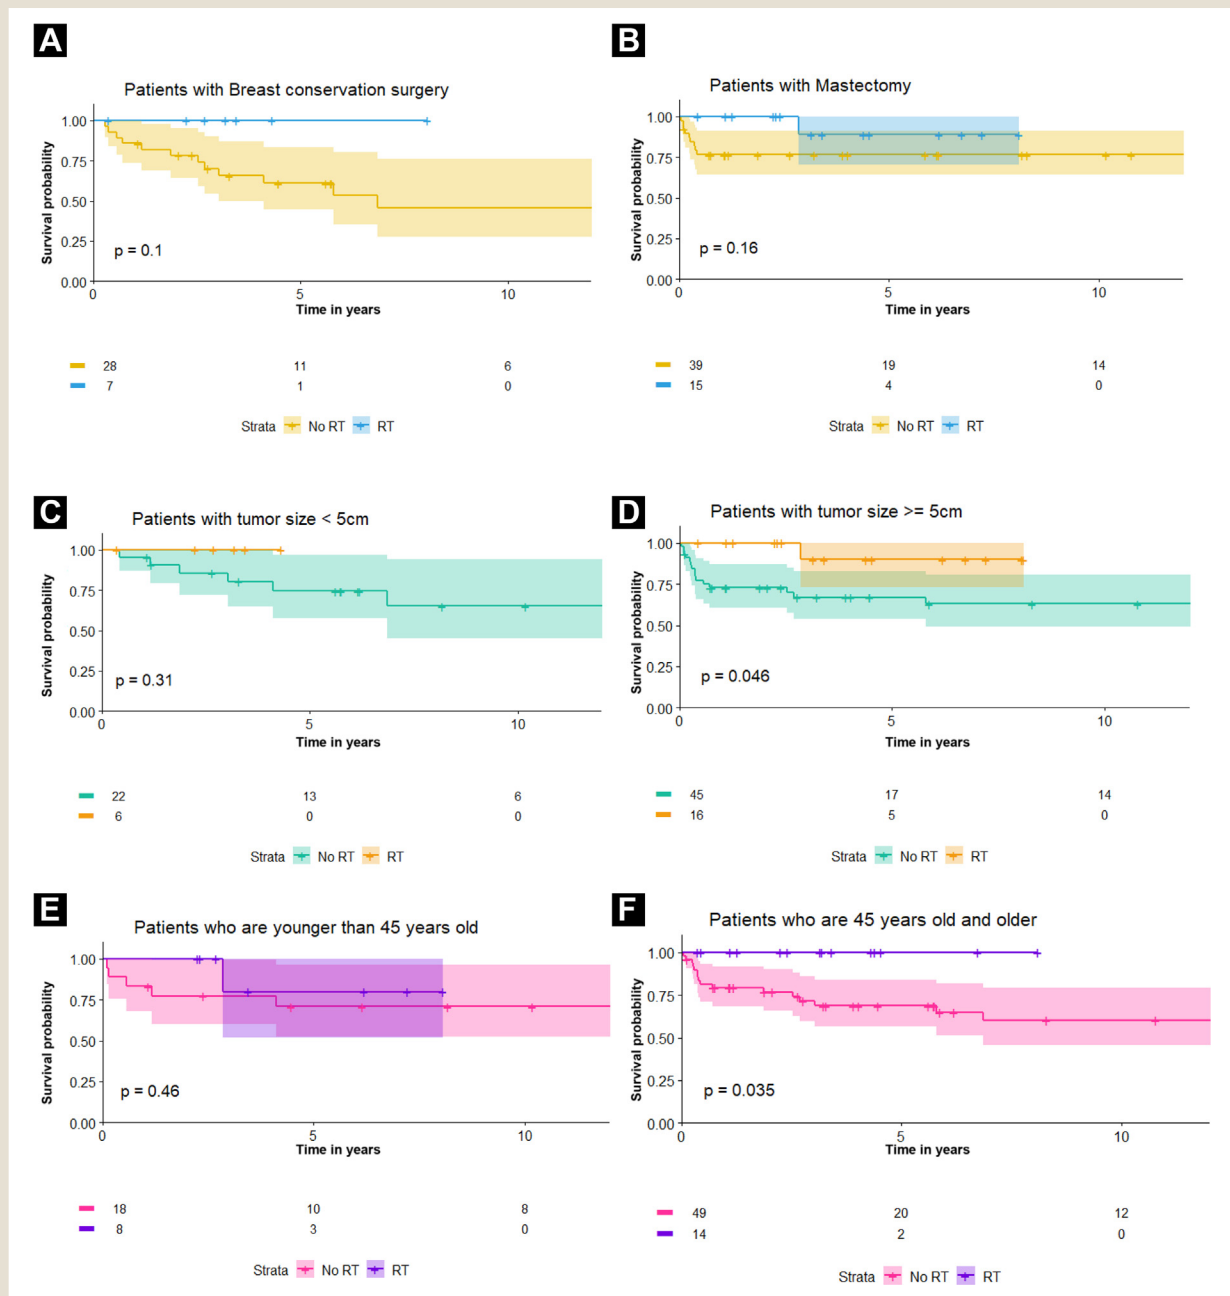 A
Patients with Breast conservation surgery
Survival probability
1.00
0.75
0.50
0.25
0.00
p = 0.1
0 5 10
Time in years
28 11 6
7 1 0
Strata No RT RT
B
Patients with Mastectomy
Survival probability
1.00
0.75
0.50
0.25
0.00
p = 0.16
0 5 10
Time in years
39 19 14
15 4 0
Strata No RT RT
C
Patients with tumor size < 5cm
Survival probability
1.00
0.75
0.50
0.25
0.00
p = 0.31
0 5 10
Time in years
22 13 6
6 0 0
Strata No RT RT
D
Patients with tumor size >= 5cm
Survival probability
1.00
0.75
0.50
0.25
0.00
p = 0.046
0 5 10
Time in years
45 17 14
16 5 0
Strata No RT RT
E
Patients who are younger than 45 years old
Survival probability
1.00
0.75
0.50
0.25
0.00
p = 0.46
0 5 10
Time in years
18 10 8
8 3 0
Strata No RT RT
F
Patients who are 45 years old and older
Survival probability
1.00
0.75
0.50
0.25
0.00
p = 0.035
0 5 10
Time in years
49 20 12
14 2 0
Strata No RT RT